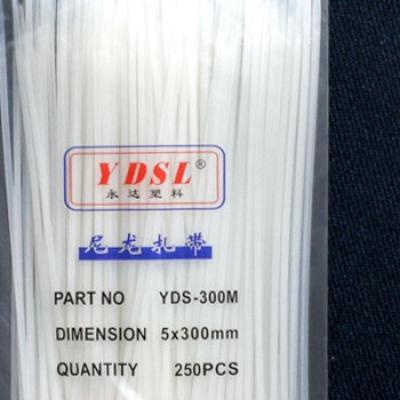 YDSL®
永达塑料
尼龙扎带
PART NO YDS-300M
DIMENSION 5x300mm
QUANTITY 250PCS